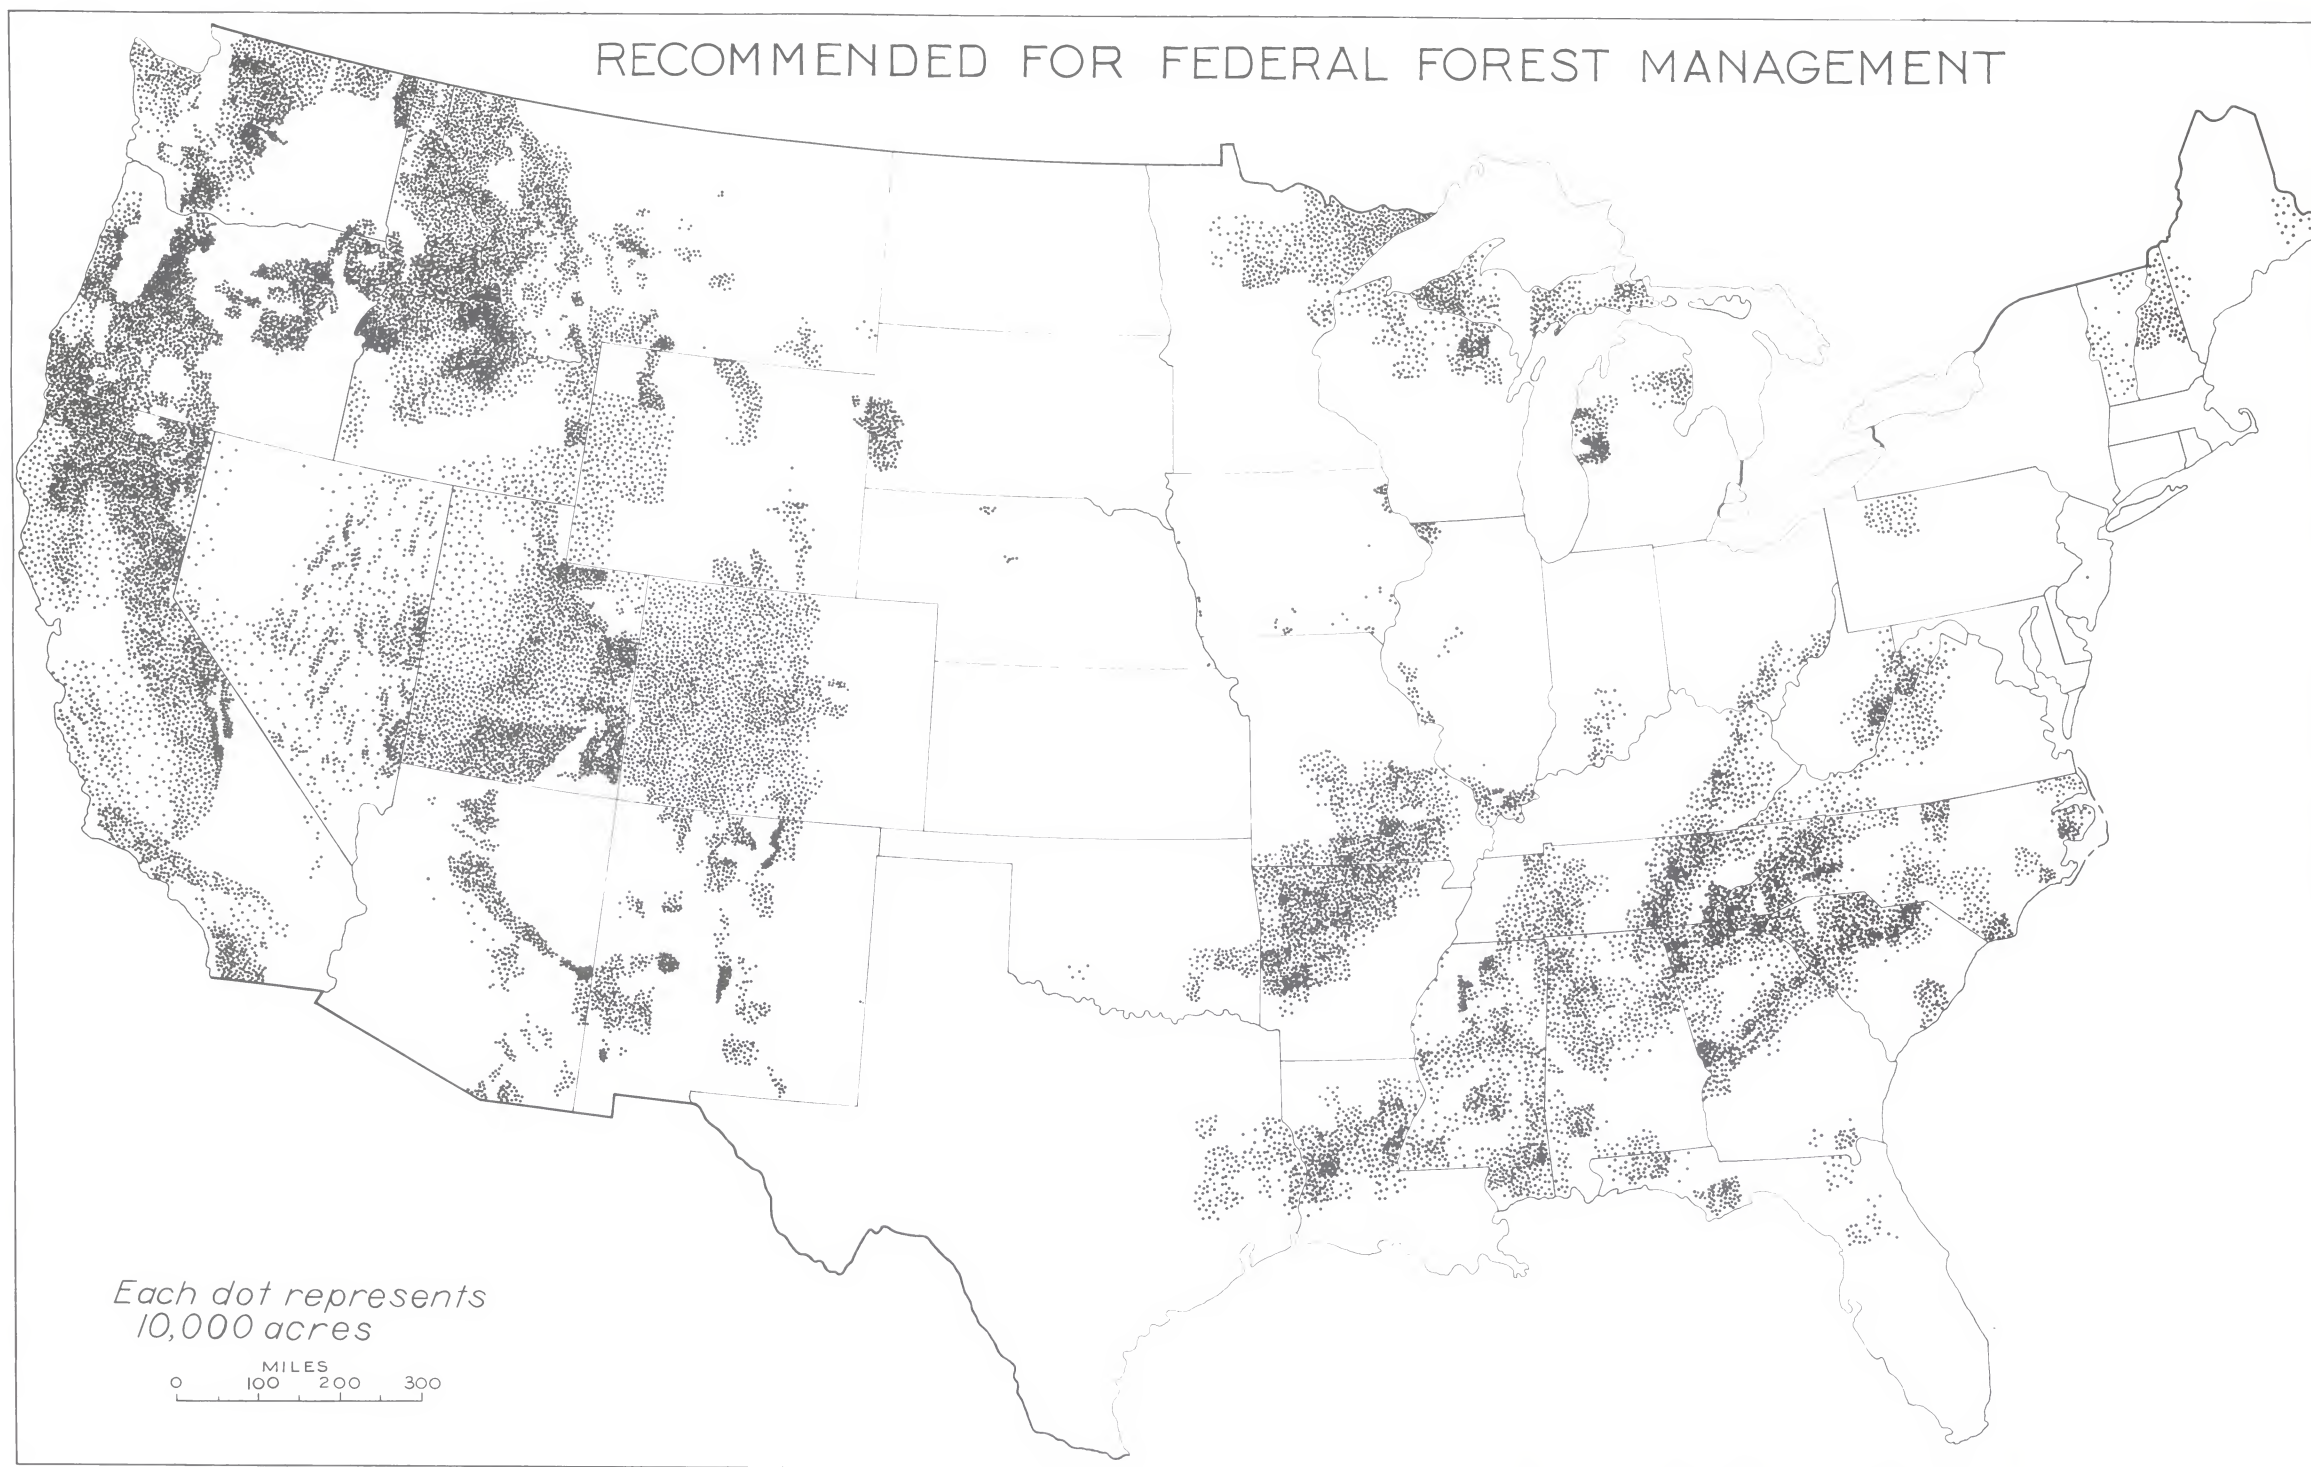 RECOMMENDED FOR FEDERAL FOREST MANAGEMENT
Each dot represents
10,000 acres
MILES
0 100 200 300